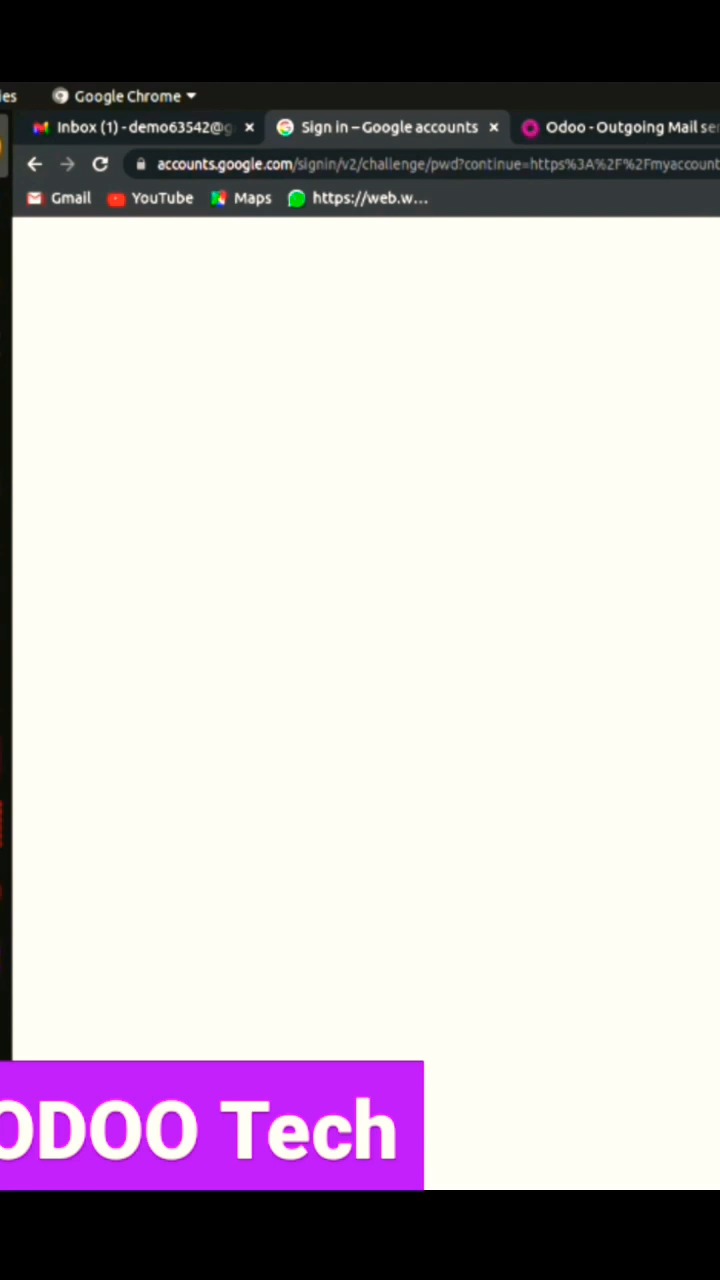 ies Google Chrome
Inbox (1) - demo63542@g Sign in – Google accounts Odoo - Outgoing Mail se
accounts.google.com/signin/v2/challenge/pwd?continue=https%3A%2F%2Fmyaccount
Gmail YouTube Maps https://web.w...
ODOO Tech